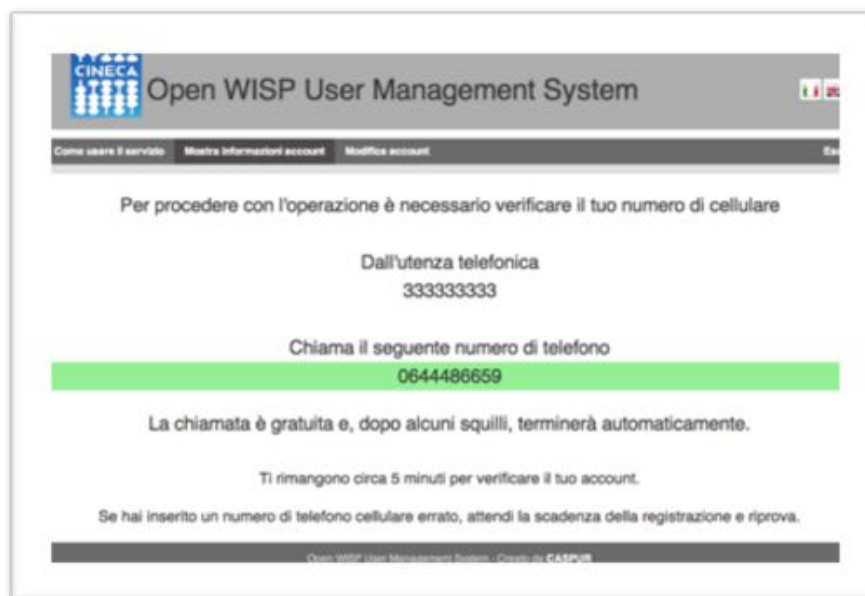 CINECA
Open WISP User Management System
Come usare il servizio Mostra informazioni account Modifica account
Per procedere con l'operazione è necessario verificare il tuo numero di cellulare
Dall'utenza telefonica
333333333
Chiama il seguente numero di telefono
0644486659
La chiamata è gratuita e, dopo alcuni squilli, terminerà automaticamente.
Ti rimangono circa 5 minuti per verificare il tuo account.
Se hai inserito un numero di telefono cellulare errato, attendi la scadenza della registrazione e riprova.
Open WISP User Management System - Creato da CASPUR